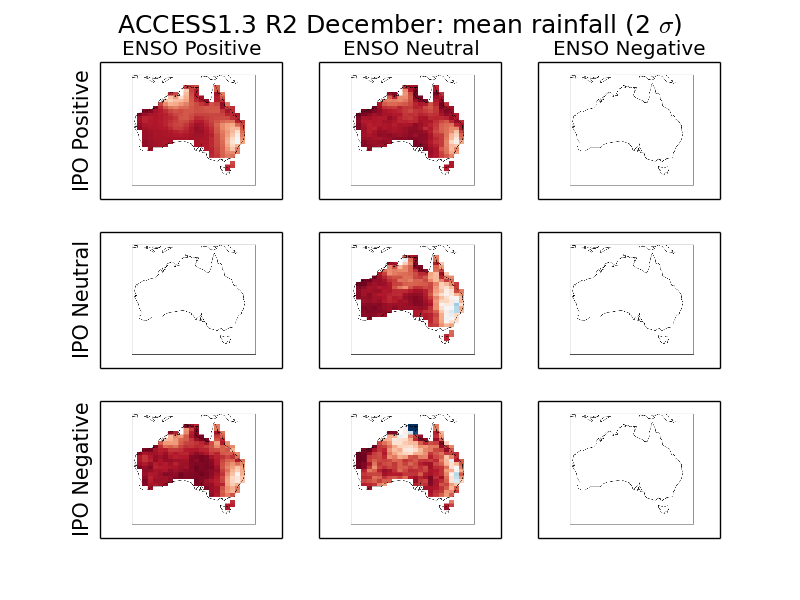 ACCESS1.3 R2 December: mean rainfall (2 σ)
ENSO Positive
ENSO Neutral
ENSO Negative
IPO Positive
IPO Neutral
IPO Negative